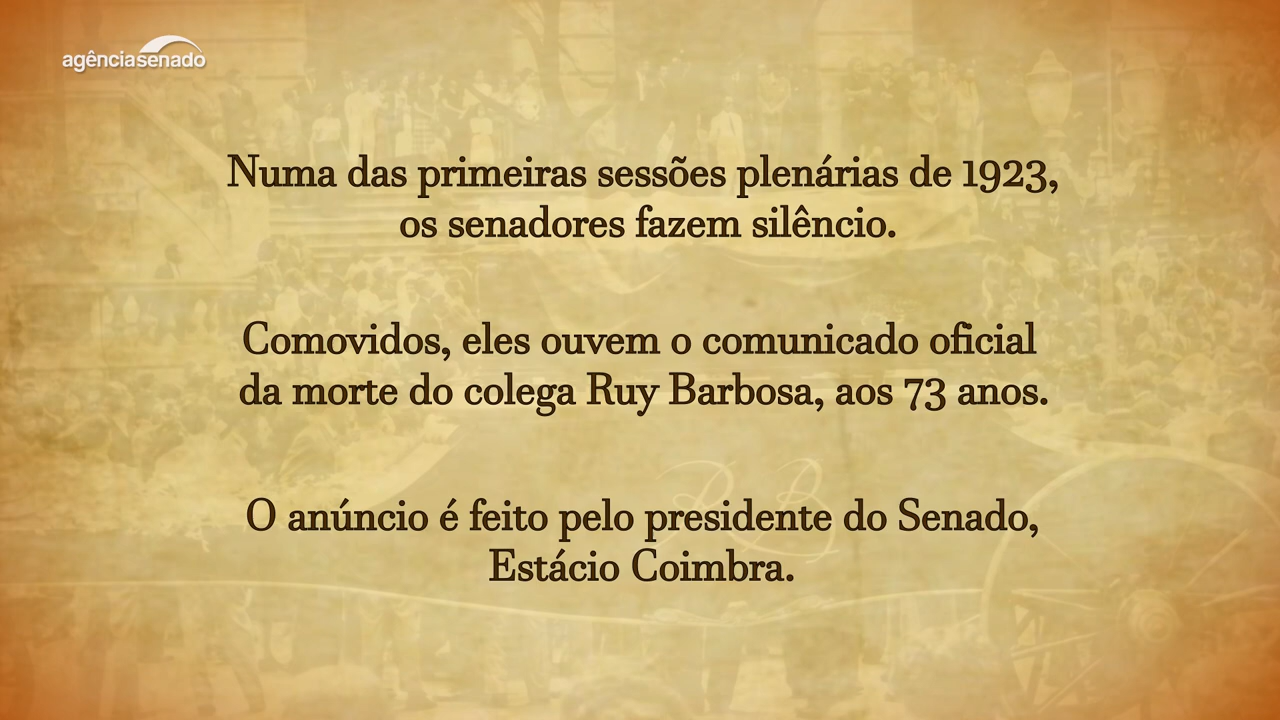 agênciasenado
Numa das primeiras sessões plenárias de 1923,
os senadores fazem silêncio.
Comovidos, eles ouvem o comunicado oficial
da morte do colega Ruy Barbosa, aos 73 anos.
RB
O anúncio é feito pelo presidente do Senado,
Estácio Coimbra.